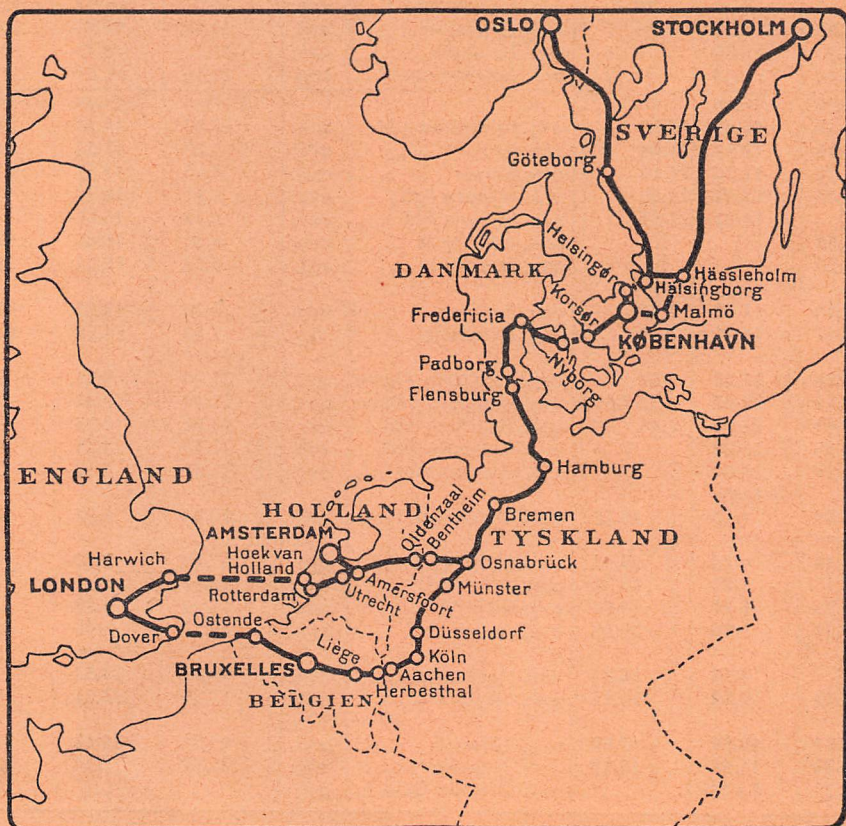 OSLO
STOCKHOLM
SVERIGE
Göteborg
Helsingør
DANMARK
Hässleholm
Hälsingborg
Korsør
Fredericia
Malmö
KØBENHAVN
Nyborg
Padborg
Flensburg
ENGLAND
Hamburg
HOLLAND
Oldenzaal
Bentheim
Bremen
AMSTERDAM
TYSKLAND
Harwich
Hoek van
Holland
Osnabrück
LONDON
Rotterdam
Utrecht
Amersfoort
Münster
Dover
Ostende
Liège
Düsseldorf
BRUXELLES
Köln
Aachen
Herbesthal
BELGIEN